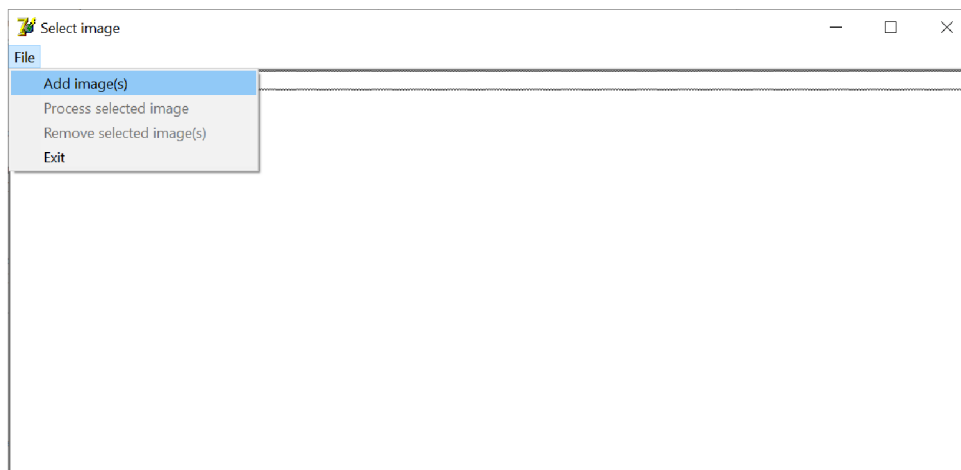 Select image
File
Add image(s)
Process selected image
Remove selected image(s)
Exit